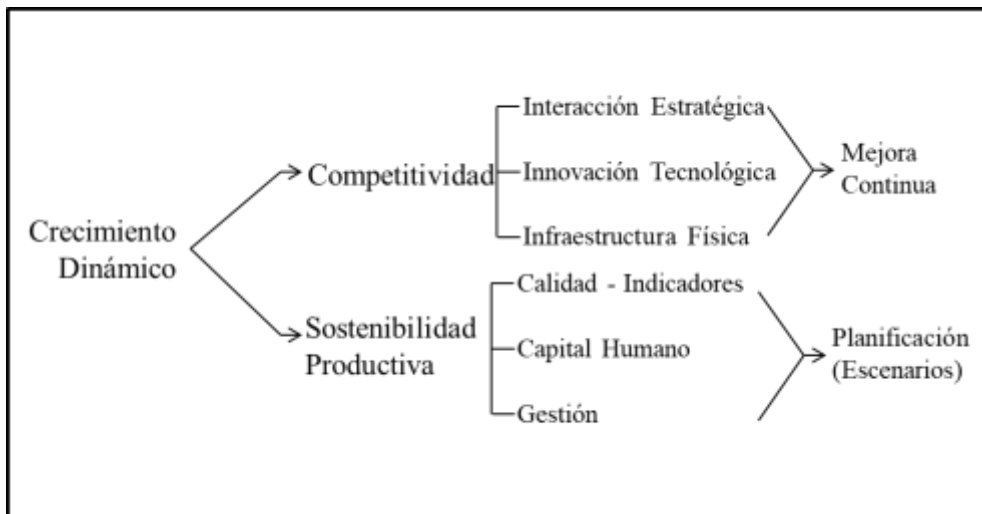 Crecimiento
Dinámico
Competitividad
Interacción Estratégica
Innovación Tecnológica
Infraestructura Física
Mejora
Continua
Sostenibilidad
Productiva
Calidad - Indicadores
Capital Humano
Gestión
Planificación
(Escenarios)